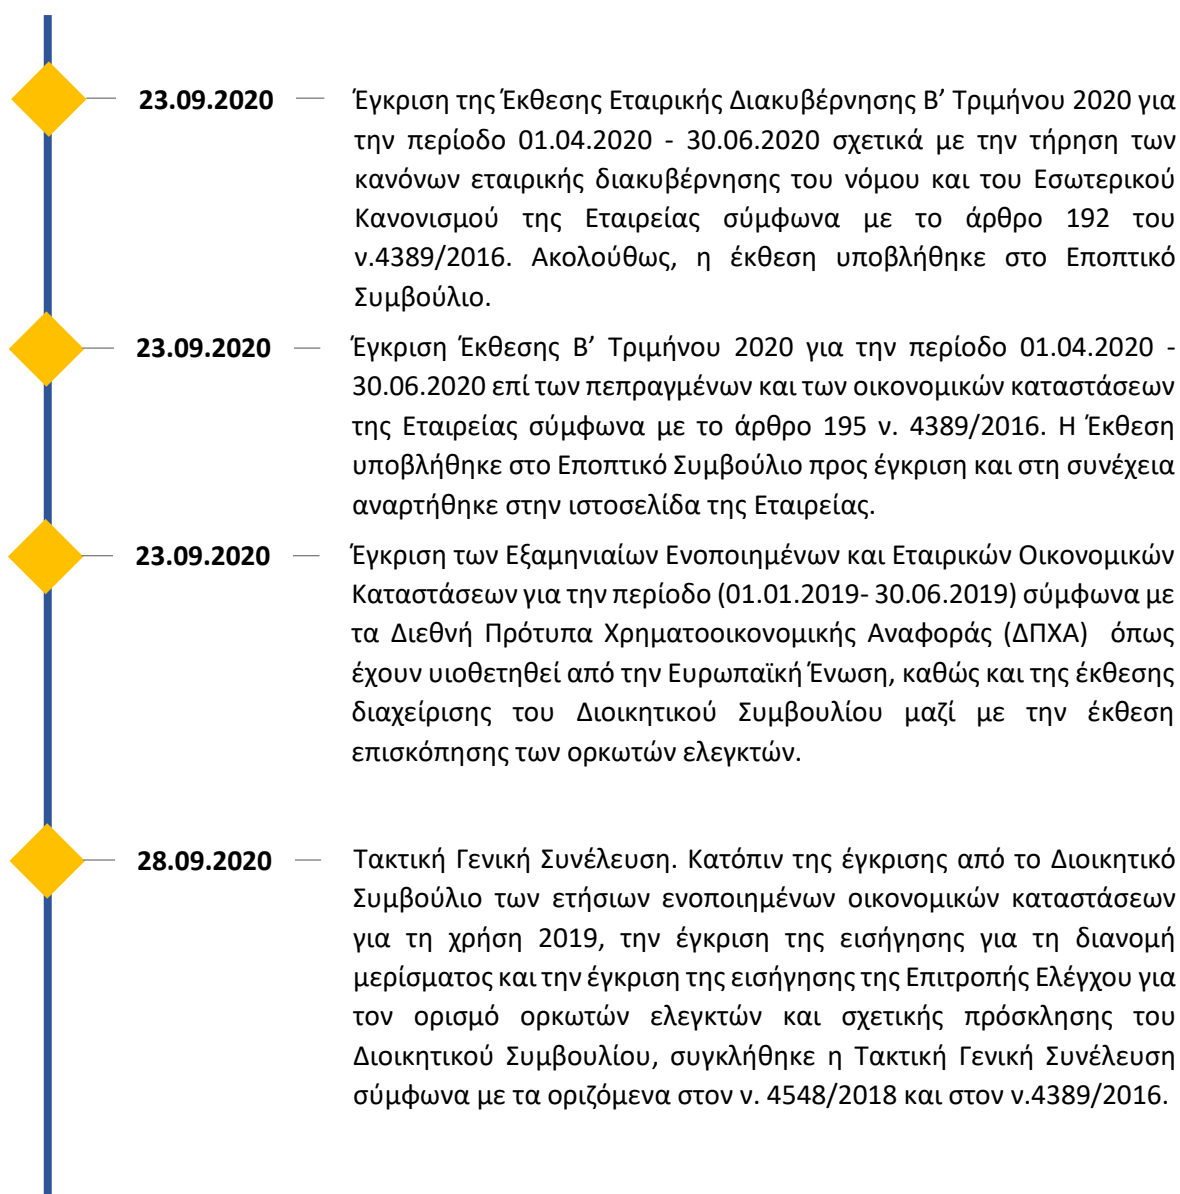 23.09.2020 Έγκριση της Έκθεσης Εταιρικής Διακυβέρνησης Β’ Τριμήνου 2020 για
την περίοδο 01.04.2020 - 30.06.2020 σχετικά με την τήρηση των
κανόνων εταιρικής διακυβέρνησης του νόμου και του Εσωτερικού
Κανονισμού της Εταιρείας σύμφωνα με το άρθρο 192 του
ν.4389/2016. Ακολούθως, η έκθεση υποβλήθηκε στο Εποπτικό
Συμβούλιο.
23.09.2020 Έγκριση Έκθεσης Β’ Τριμήνου 2020 για την περίοδο 01.04.2020 -
30.06.2020 επί των πεπραγμένων και των οικονομικών καταστάσεων
της Εταιρείας σύμφωνα με το άρθρο 195 ν. 4389/2016. Η Έκθεση
υποβλήθηκε στο Εποπτικό Συμβούλιο προς έγκριση και στη συνέχεια
αναρτήθηκε στην ιστοσελίδα της Εταιρείας.
23.09.2020 Έγκριση των Εξαμηνιαίων Ενοποιημένων και Εταιρικών Οικονομικών
Καταστάσεων για την περίοδο (01.01.2019- 30.06.2019) σύμφωνα με
τα Διεθνή Πρότυπα Χρηματοοικονομικής Αναφοράς (ΔΠΧΑ) όπως
έχουν υιοθετηθεί από την Ευρωπαϊκή Ένωση, καθώς και της έκθεσης
διαχείρισης του Διοικητικού Συμβουλίου μαζί με την έκθεση
επισκόπησης των ορκωτών ελεγκτών.
28.09.2020 Τακτική Γενική Συνέλευση. Κατόπιν της έγκρισης από το Διοικητικό
Συμβούλιο των ετήσιων ενοποιημένων οικονομικών καταστάσεων
για τη χρήση 2019, την έγκριση της εισήγησης για τη διανομή
μερίσματος και την έγκριση της εισήγησης της Επιτροπής Ελέγχου για
τον ορισμό ορκωτών ελεγκτών και σχετικής πρόσκλησης του
Διοικητικού Συμβουλίου, συγκλήθηκε η Τακτική Γενική Συνέλευση
σύμφωνα με τα οριζόμενα στον ν. 4548/2018 και στον ν.4389/2016.